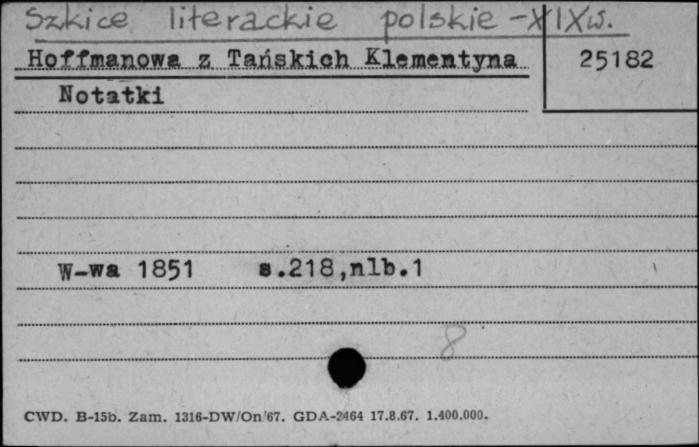 Szkice literackie polskie - XIX w.
Hoffmanowa z Tańskich Klementyna 25182
Notatki
W-wa 1851 s.218,nlb.1
8
CWD. B-15b. Zam. 1316-DW/On/67. GDA-2464 17.8.67. 1.400.000.